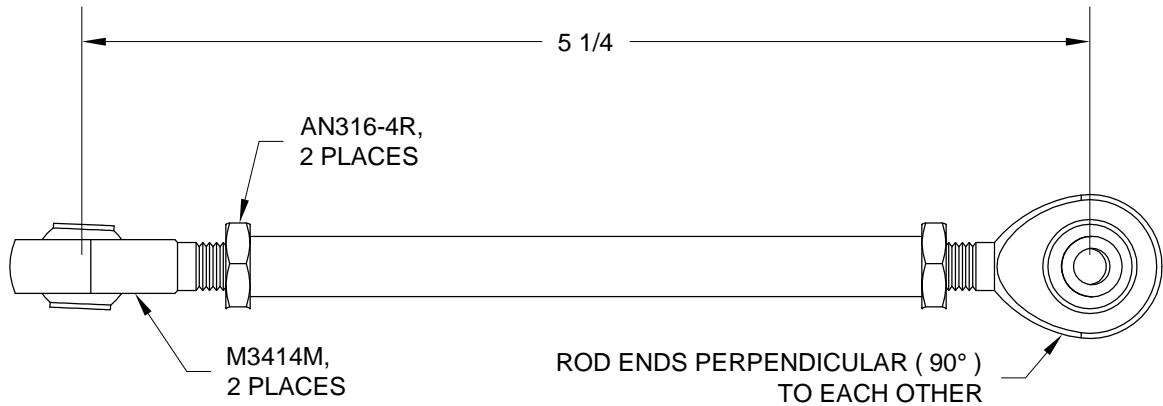 5 1/4
AN316-4R,
2 PLACES
M3414M,
2 PLACES
ROD ENDS PERPENDICULAR ( 90° )
TO EACH OTHER